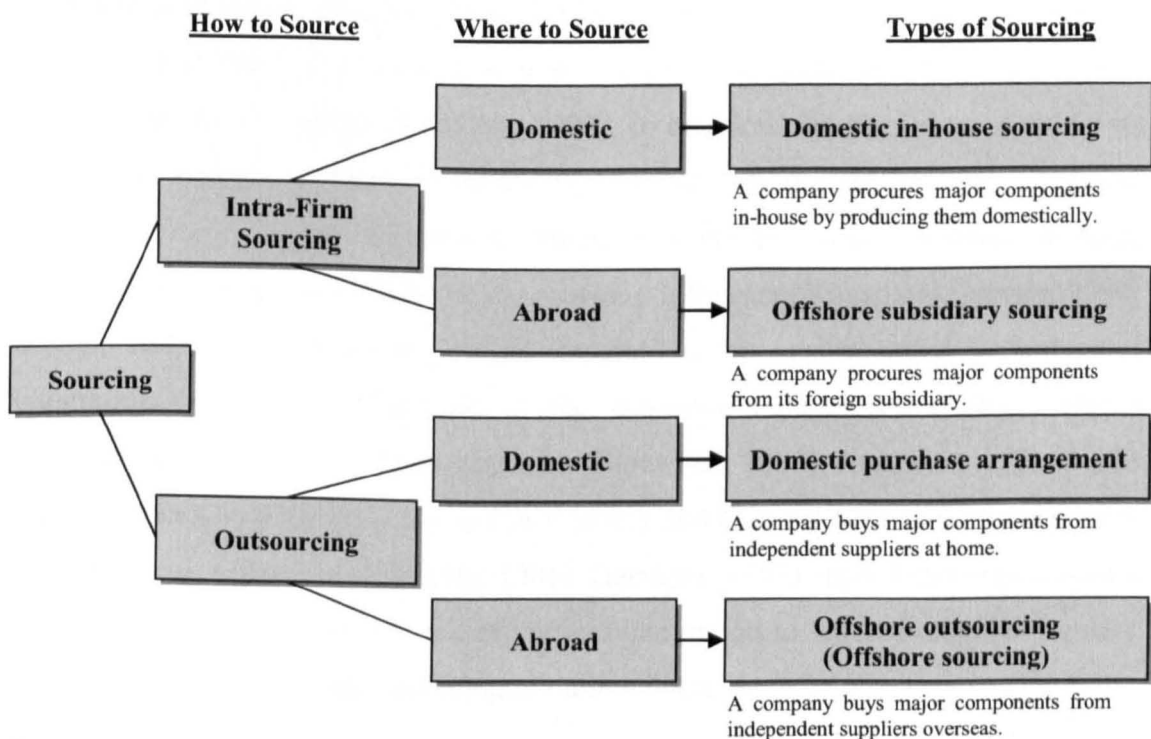 How to Source
Where to Source
Types of Sourcing
Domestic
Domestic in-house sourcing
A company procures major components
in-house by producing them domestically.
Intra-Firm
Sourcing
Abroad
Offshore subsidiary sourcing
A company procures major components
from its foreign subsidiary.
Sourcing
Domestic
Domestic purchase arrangement
A company buys major components from
independent suppliers at home.
Outsourcing
Abroad
Offshore outsourcing
(Offshore sourcing)
A company buys major components from
independent suppliers overseas.